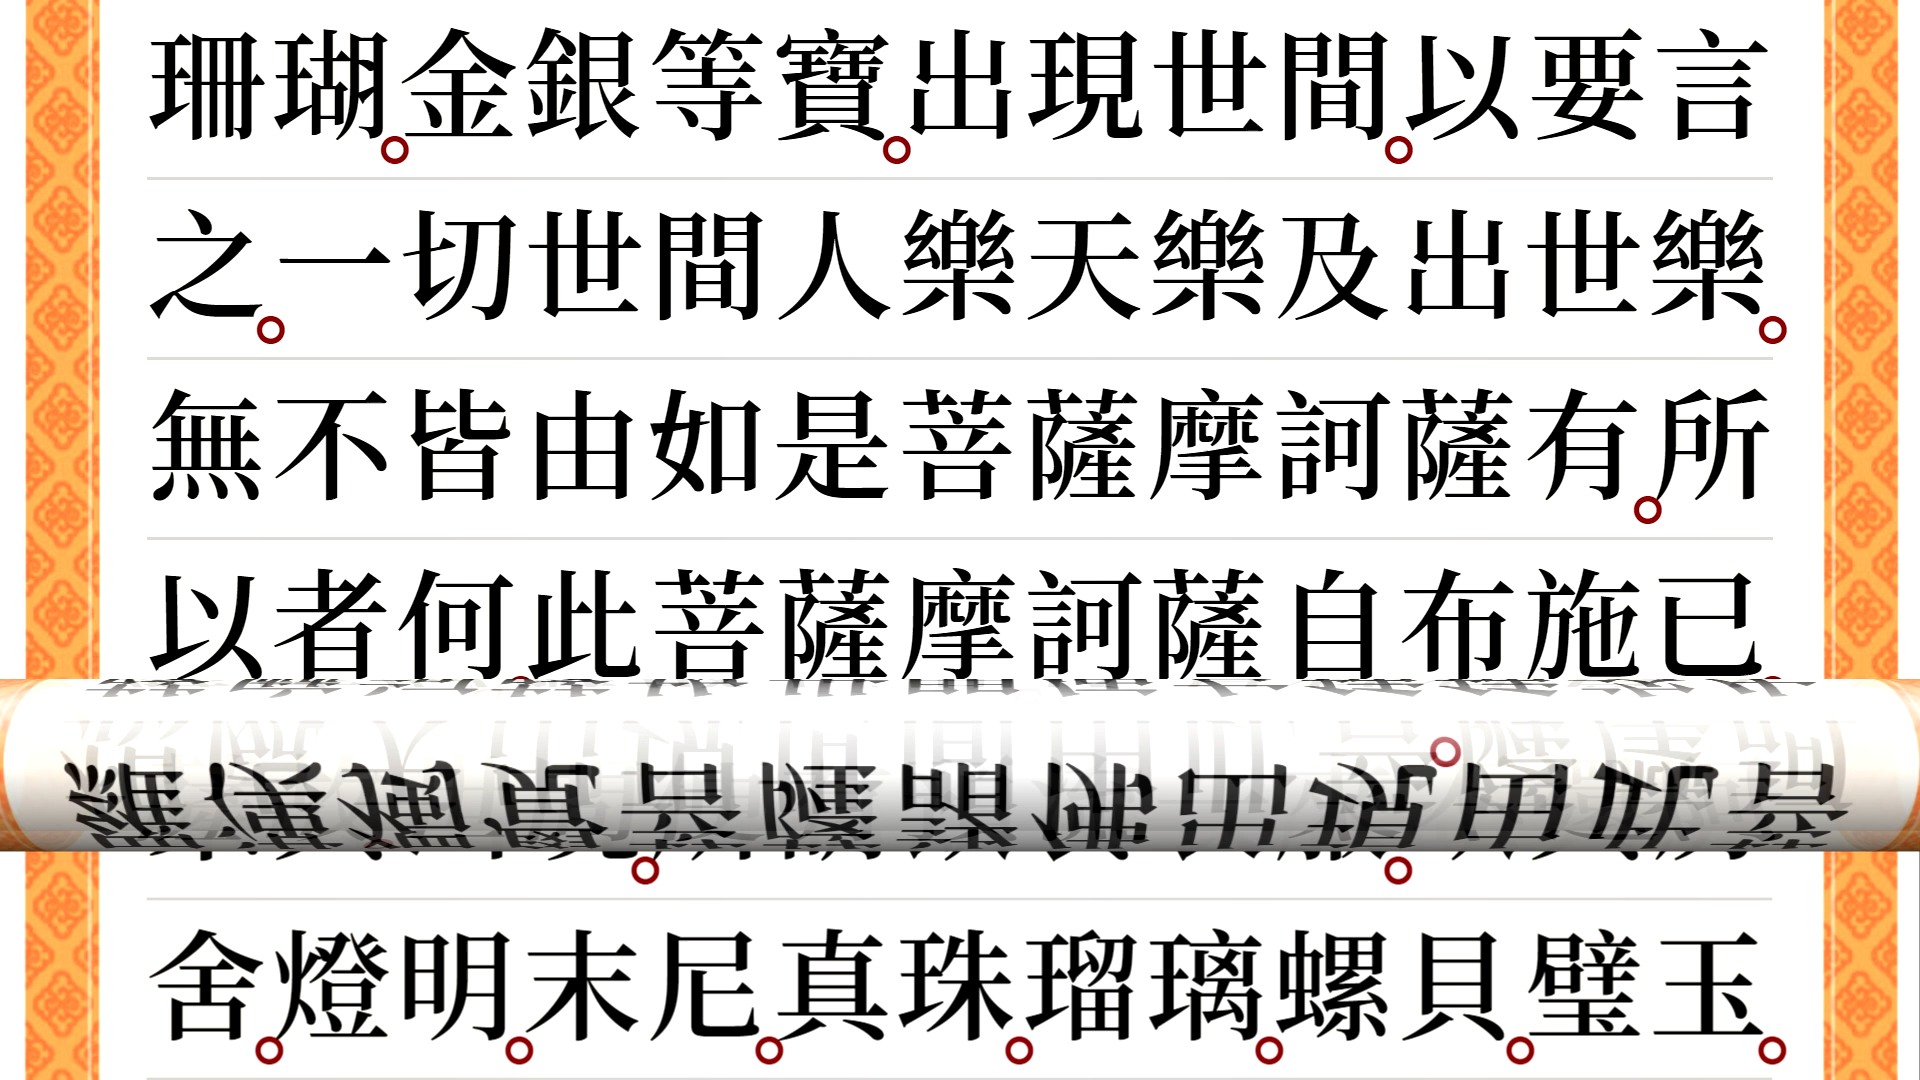 珊瑚。金銀等寶。出現世間。以要言
之。一切世間人樂天樂及出世樂。
無不皆由如是菩薩摩訶薩有。所
以者何。此菩薩摩訶薩自布施已。
舍。燈明。末尼。真珠。瑠璃。螺貝。璧玉。